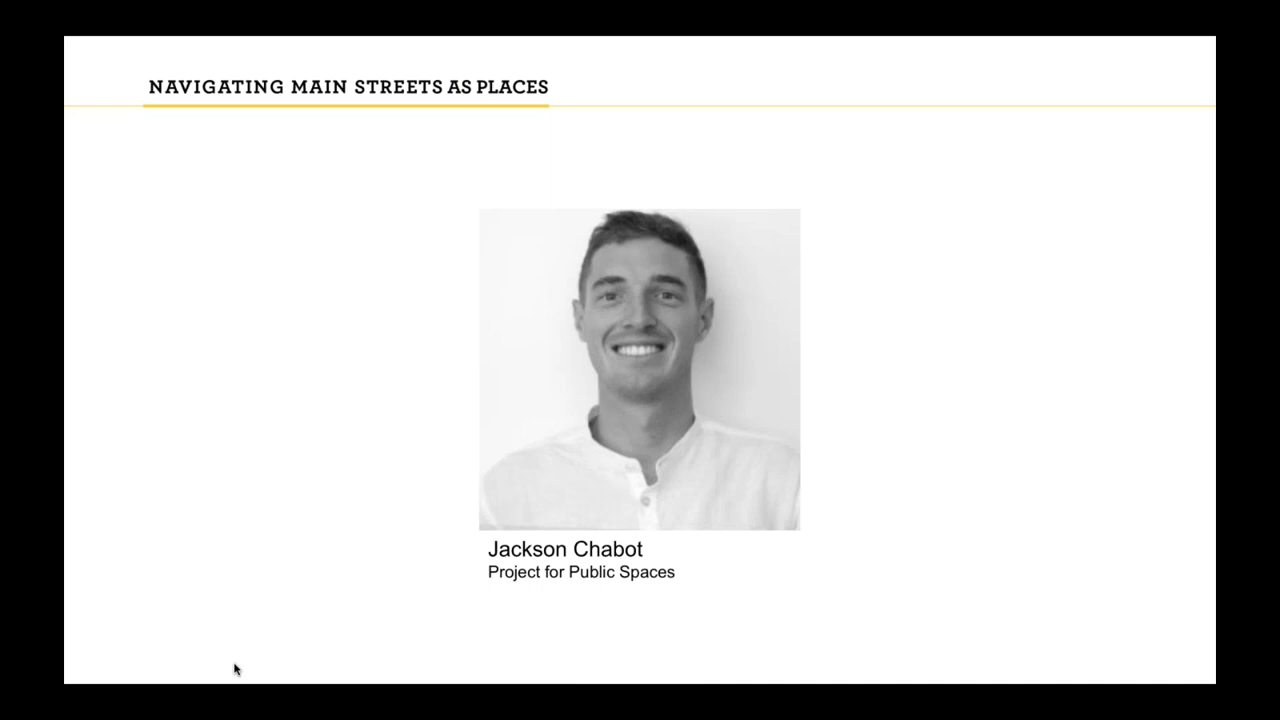 NAVIGATING MAIN STREETS AS PLACES
Jackson Chabot
Project for Public Spaces